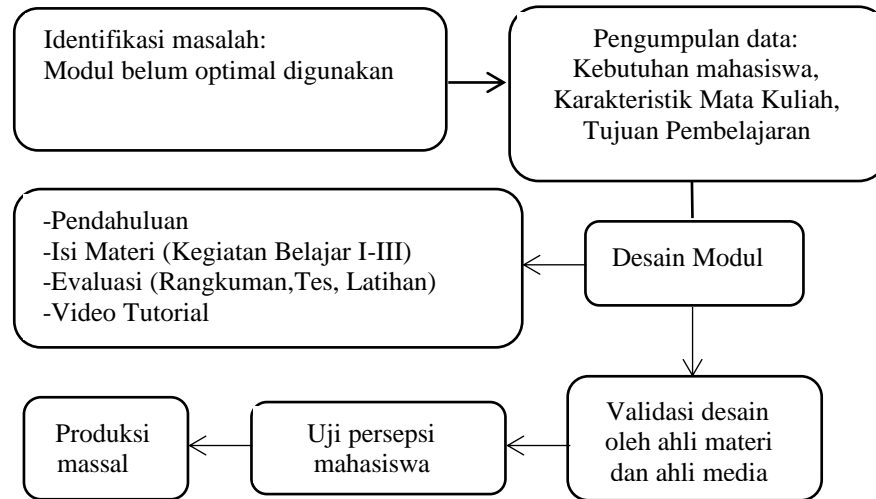 Identifikasi masalah:
Modul belum optimal digunakan
Pengumpulan data:
Kebutuhan mahasiswa,
Karakteristik Mata Kuliah,
Tujuan Pembelajaran
-Pendahuluan
-Isi Materi (Kegiatan Belajar I-III)
-Evaluasi (Rangkuman,Tes, Latihan)
-Video Tutorial
Desain Modul
Produksi
massal
Uji persepsi
mahasiswa
Validasi desain
oleh ahli materi
dan ahli media